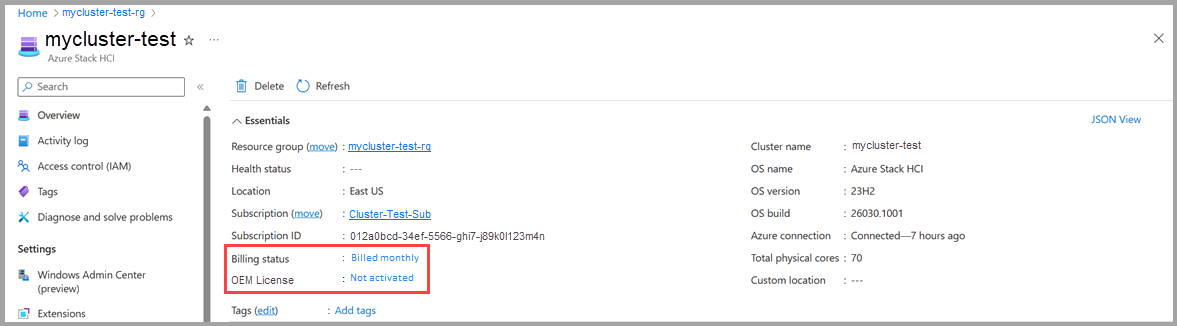 Home > mycluster-test-rg >
mycluster-test ☆ ...
Azure Stack HCI
Search «
Overview
Activity log
Access control (IAM)
Tags
Diagnose and solve problems
Settings
Windows Admin Center
(preview)
Extensions
Delete Refresh
Essentials JSON View
Resource group (move) : mycluster-test-rg
Health status : ---
Location : East US
Subscription (move) : Cluster-Test-Sub
Subscription ID : 012a0bcd-34ef-5566-ghi7-j89k0l123m4n
Billing status : Billed monthly
OEM License : Not activated
Tags (edit) : Add tags
Cluster name : mycluster-test
OS name : Azure Stack HCI
OS version : 23H2
OS build : 26030.1001
Azure connection : Connected—7 hours ago
Total physical cores : 70
Custom location : ---